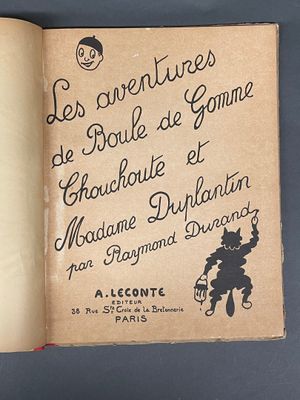 Les aventures
de Boule de Gomme
Chouchoute et
Madame Duplantin
par Raymond Durand
A. LECONTE
EDITEUR
38 Rue Ste Croix de la Bretonnerie
PARIS